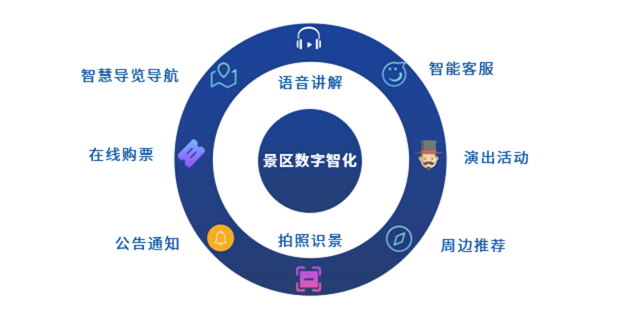 语音讲解
智慧导览导航
智能客服
在线购票
景区数字智化
演出活动
公告通知
拍照识景
周边推荐